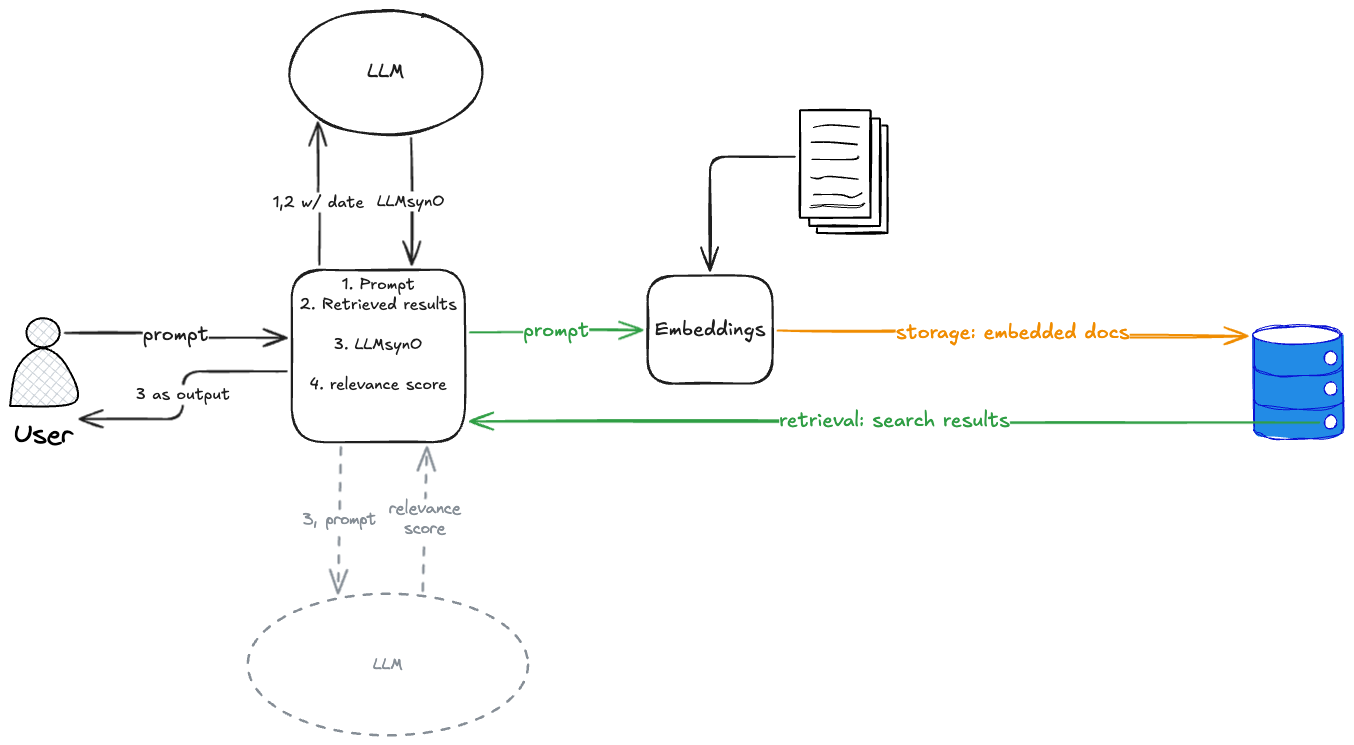 LLM
1,2 w/ date
LLMsynO
1. Prompt
2. Retrieved results
3. LLMsynO
4. relevance score
prompt
3 as output
User
prompt
Embeddings
storage: embedded docs
retrieval: search results
3, prompt
relevance
score
LLM